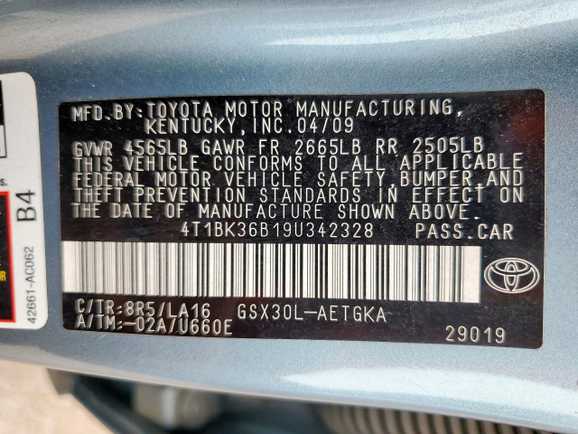 MFD.BY:TOYOTA MOTOR MANUFACTURING,
KENTUCKY,INC.04/09
GVWR 4565LB GAWR FR 2665LB RR 2505LB
THIS VEHICLE CONFORMS TO ALL APPLICABLE
FEDERAL MOTOR VEHICLE SAFETY,BUMPER,AND
THEFT PREVENTION STANDARDS IN EFFECT ON
THE DATE OF MANUFACTURE SHOWN ABOVE.
4T1BK36B19U342328 PASS.CAR
C/TR:8R5/LA16 GSX30L-AETGKA
A/TM:-02A/U660E
29019
B4
42661-AC062